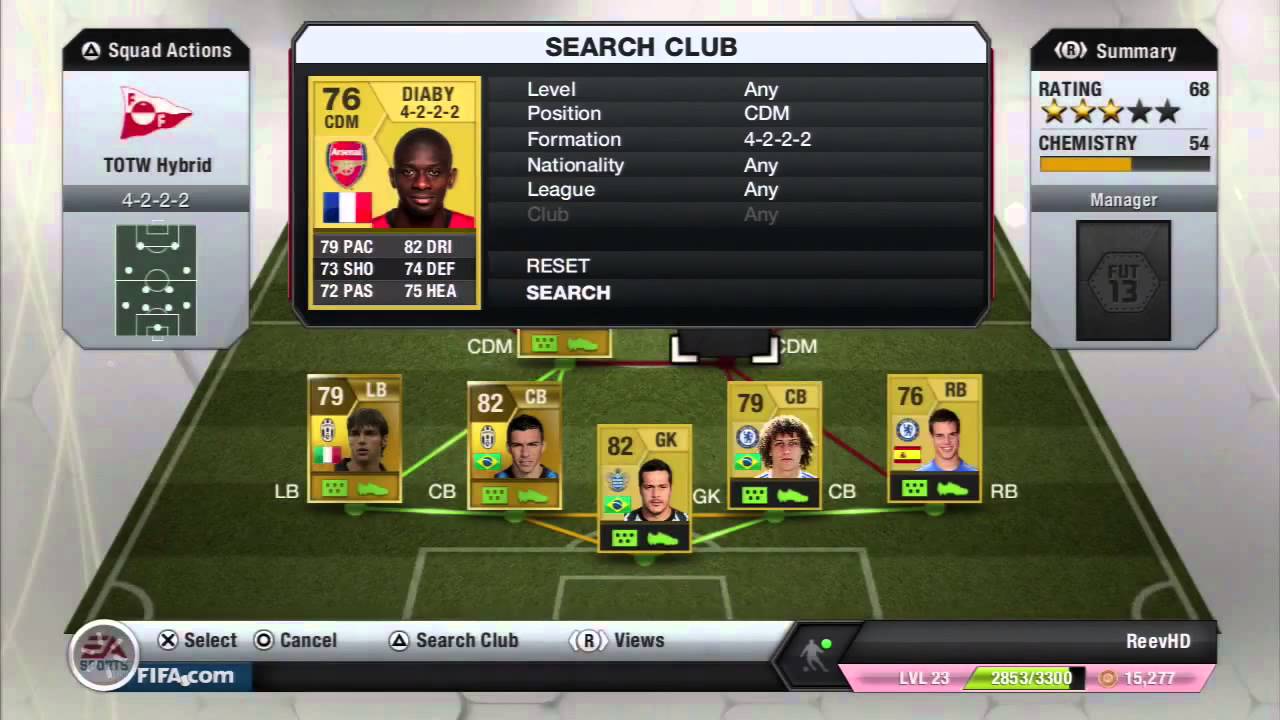 Squad Actions
TOTW Hybrid
4-2-2-2
SEARCH CLUB
76
CDM
DIABY
4-2-2-2
Arsenal
79 PAC 82 DRI
73 SHO 74 DEF
72 PAS 75 HEA
Level Any
Position CDM
Formation 4-2-2-2
Nationality Any
League Any
Club Any
RESET
SEARCH
R Summary
RATING 68
CHEMISTRY 54
Manager
FUT
13
CDM
CDM
79 LB
82 CB
82 GK
79 CB
76 RB
LB
CB
GK
CB
RB
Select
Cancel
Search Club
R Views
EA
SPORTS
FIFA.com
ReevHD
LVL 23 2853/3300 15,277